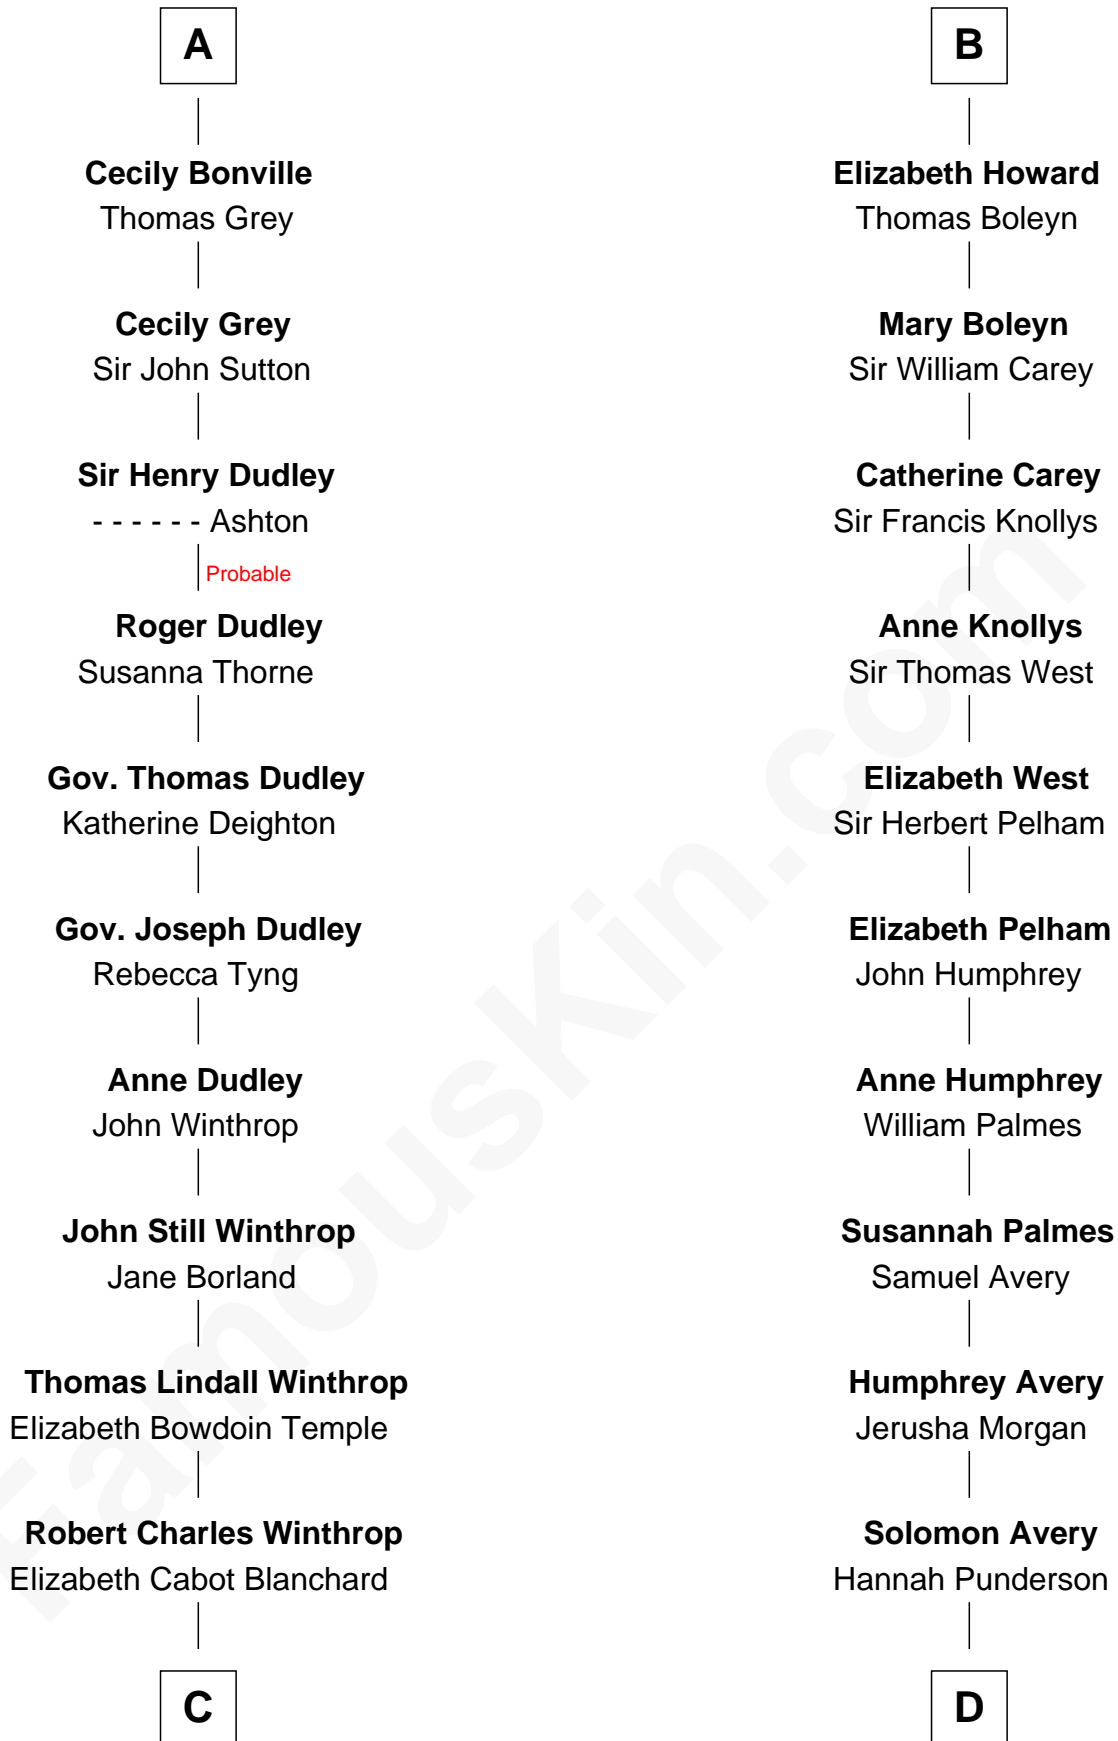 A
Cecily Bonville
Thomas Grey
Cecily Grey
Sir John Sutton
Sir Henry Dudley
- - - - - - Ashton
Probable
Roger Dudley
Susanna Thorne
Gov. Thomas Dudley
Katherine Deighton
Gov. Joseph Dudley
Rebecca Tyng
Anne Dudley
John Winthrop
John Still Winthrop
Jane Borland
Thomas Lindall Winthrop
Elizabeth Bowdoin Temple
Robert Charles Winthrop
Elizabeth Cabot Blanchard
C
B
Elizabeth Howard
Thomas Boleyn
Mary Boleyn
Sir William Carey
Catherine Carey
Sir Francis Knollys
Anne Knollys
Sir Thomas West
Elizabeth West
Sir Herbert Pelham
Elizabeth Pelham
John Humphrey
Anne Humphrey
William Palmes
Susannah Palmes
Samuel Avery
Humphrey Avery
Jerusha Morgan
Solomon Avery
Hannah Punderson
D
FamousKin.com